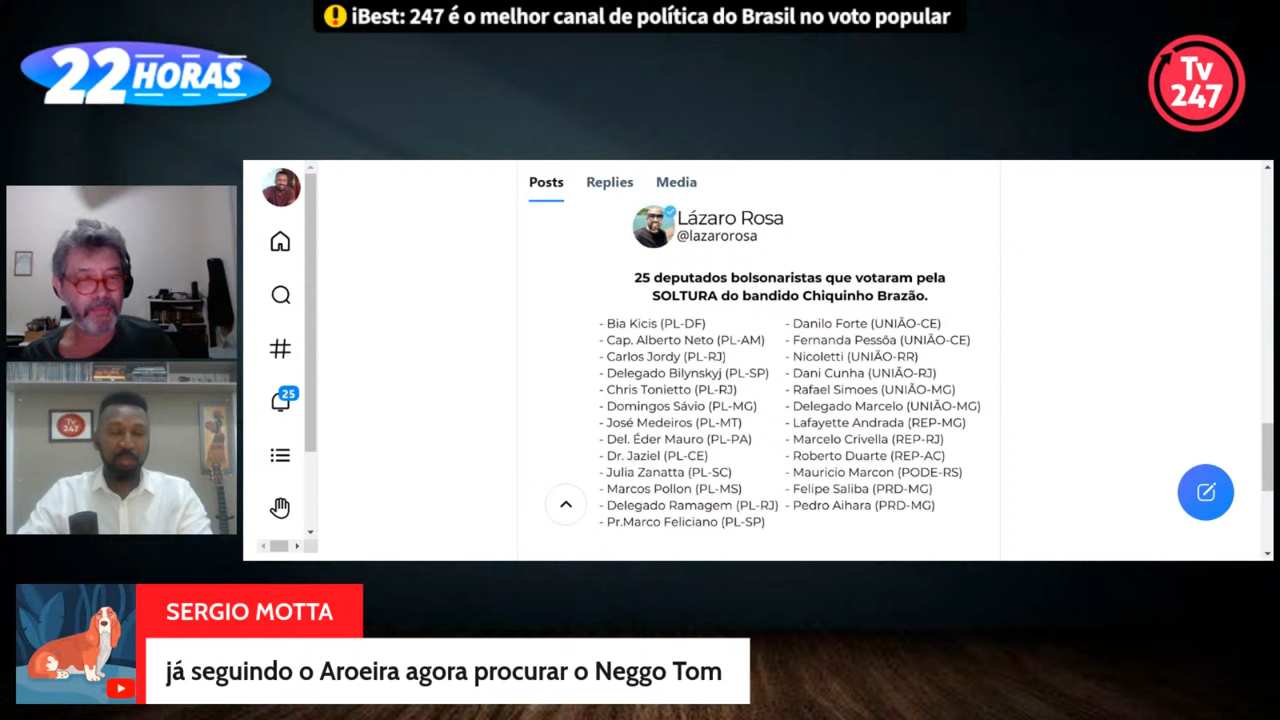 iBest: 247 é o melhor canal de política do Brasil no voto popular
22 HORAS
Tv
247
Posts Replies Media
Lázaro Rosa
@lazarorosa
25 deputados bolsonaristas que votaram pela
SOLTURA do bandido Chiquinho Brazão.
- Bia Kicis (PL-DF)
- Cap. Alberto Neto (PL-AM)
- Carlos Jordy (PL-RJ)
- Delegado Bilynskyj (PL-SP)
- Chris Tonietto (PL-RJ)
- Domingos Sávio (PL-MG)
- José Medeiros (PL-MT)
- Del. Éder Mauro (PL-PA)
- Dr. Jaziel (PL-CE)
- Julia Zanatta (PL-SC)
- Marcos Pollon (PL-MS)
- Delegado Ramagem (PL-RJ)
- Pr.Marco Feliciano (PL-SP)
- Danilo Forte (UNIÃO-CE)
- Fernanda Pessôa (UNIÃO-CE)
- Nicoletti (UNIÃO-RR)
- Dani Cunha (UNIÃO-RJ)
- Rafael Simoes (UNIÃO-MG)
- Delegado Marcelo (UNIÃO-MG)
- Lafayette Andrada (REP-MG)
- Marcelo Crivella (REP-RJ)
- Roberto Duarte (REP-AC)
- Mauricio Marcon (PODE-RS)
- Felipe Saliba (PRD-MG)
- Pedro Aihara (PRD-MG)
25
Tv
247
SERGIO MOTTA
já seguindo o Aroeira agora procurar o Neggo Tom